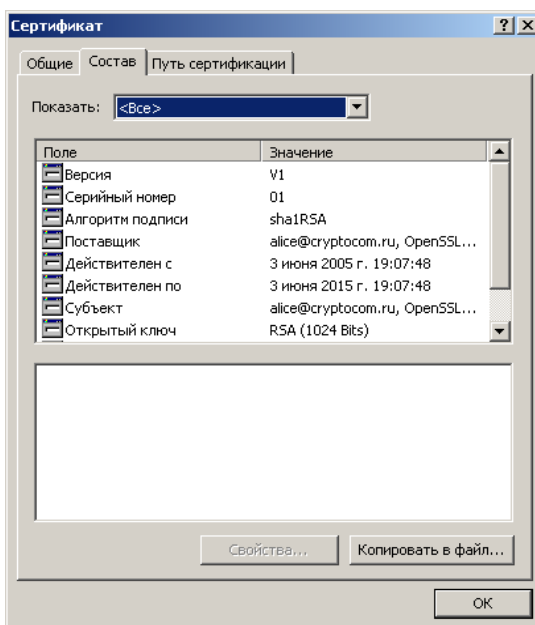 Сертификат
Общие Состав Путь сертификации
Показать: <Все>
Поле Значение
Версия V1
Серийный номер 01
Алгоритм подписи sha1RSA
Поставщик alice@cryptocom.ru, OpenSSL...
Действителен с 3 июня 2005 г. 19:07:48
Действителен по 3 июня 2015 г. 19:07:48
Субъект alice@cryptocom.ru, OpenSSL...
Открытый ключ RSA (1024 Bits)
Свойства... Копировать в файл...
ОК